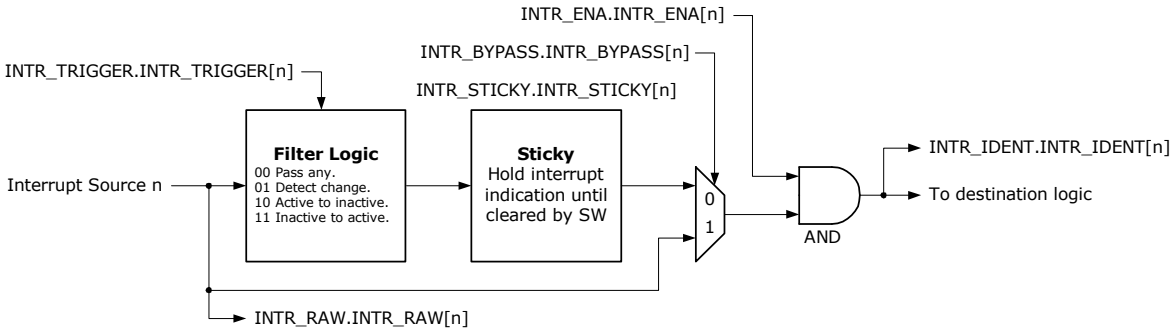 INTR_ENA.INTR_ENA[n]
INTR_BYPASS.INTR_BYPASS[n]
INTR_TRIGGER.INTR_TRIGGER[n]
INTR_STICKY.INTR_STICKY[n]
Filter Logic
00 Pass any.
01 Detect change.
10 Active to inactive.
11 Inactive to active.
Sticky
Hold interrupt
indication until
cleared by SW
Interrupt Source n
0
1
AND
INTR_IDENT.INTR_IDENT[n]
To destination logic
INTR_RAW.INTR_RAW[n]